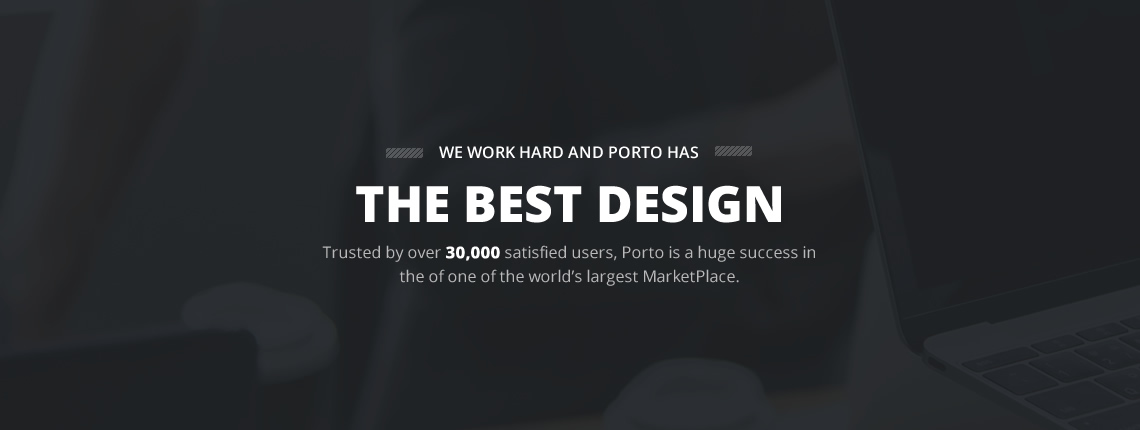 WE WORK HARD AND PORTO HAS
THE BEST DESIGN
Trusted by over 30,000 satisfied users, Porto is a huge success in
the of one of the world's largest MarketPlace.